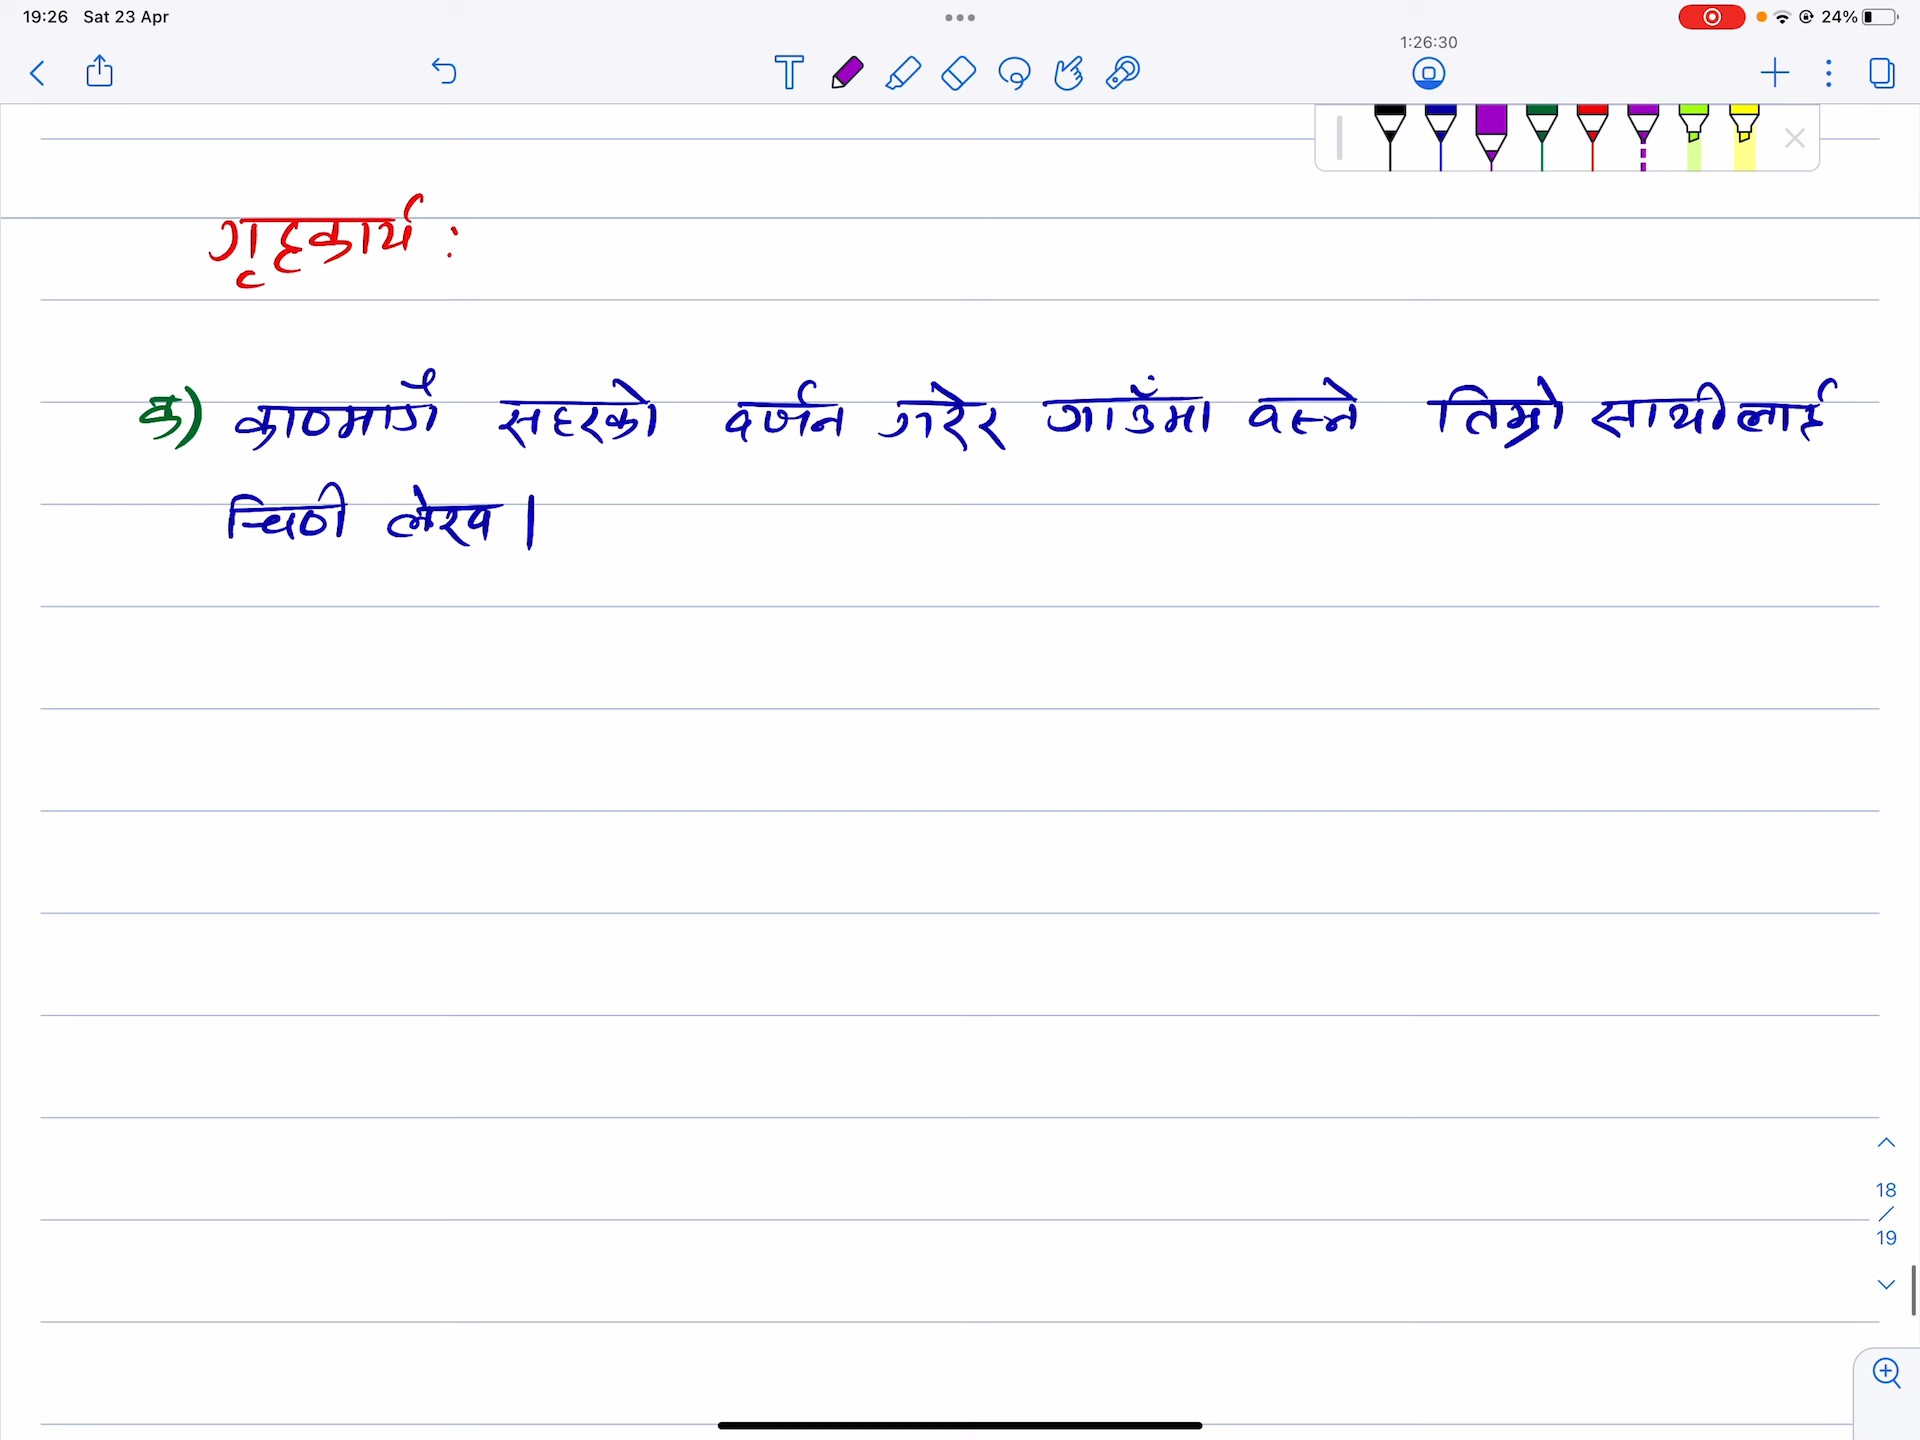 19:26 Sat 23 Apr
24%
1:26:30
गृहकार्य :
क) काठमाडौं सहरको वर्णन गरेर गाउँमा बस्ने तिम्रो साथीलाई
चिठी लेख।
18
/
19